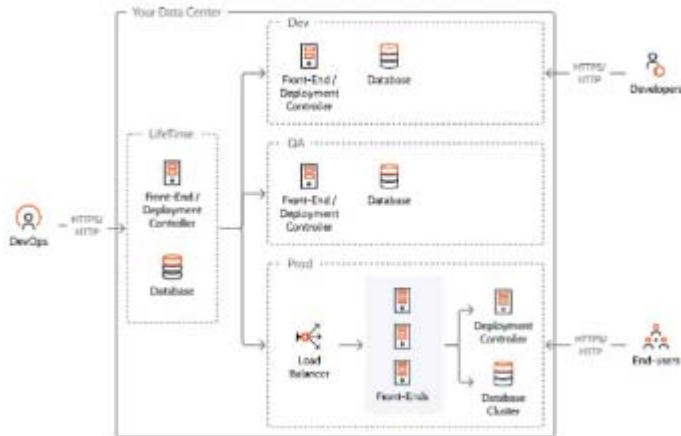 Your Data Center
Dev
Front-End /
Deployment
Controller
Database
HTTPS/
HTTP
Developers
LifeTime
Front-End /
Deployment
Controller
Database
HTTPS/
HTTP
DevOps
QA
Front-End /
Deployment
Controller
Database
Prod
Load
Balancer
Front-Ends
Deployment
Controller
Database
Cluster
HTTPS/
HTTP
End-users